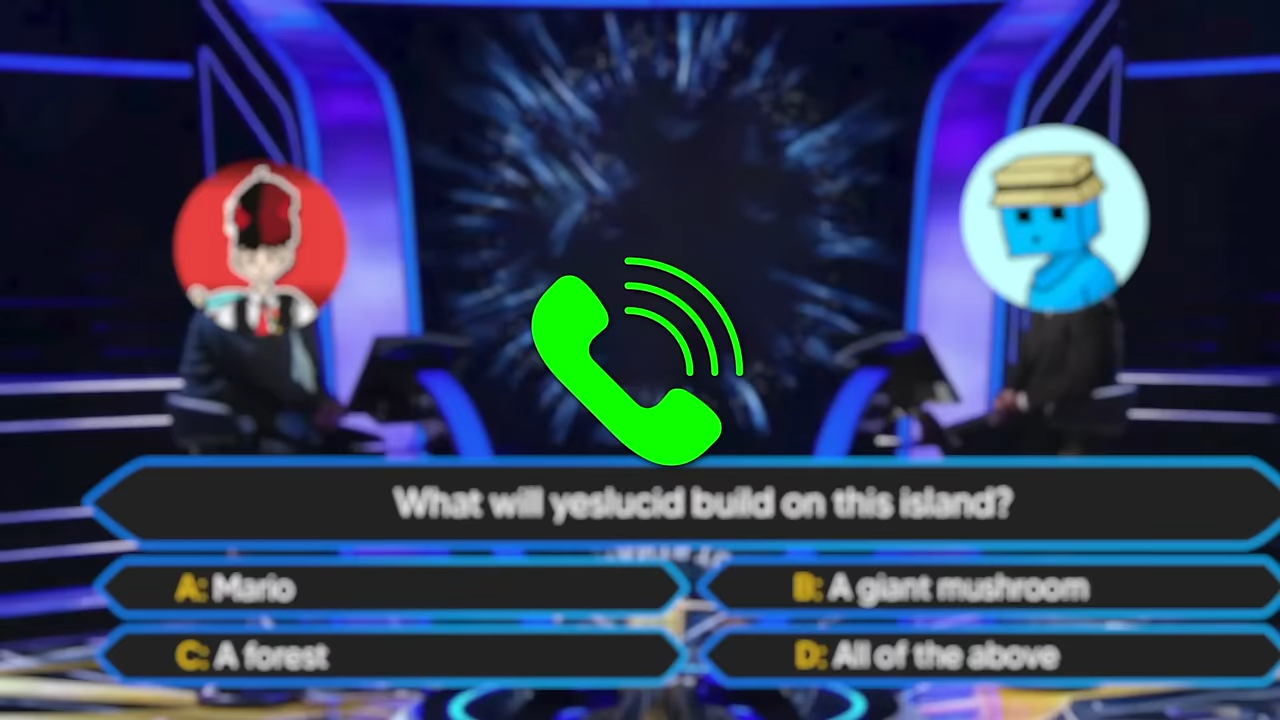 What will yeslucid build on this island?
A: Mario
B: A giant mushroom
C: A forest
D: All of the above